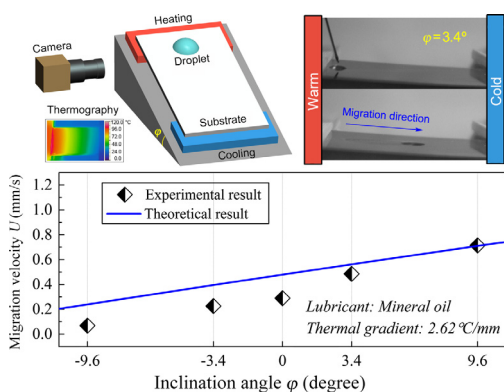 Camera
Heating
Droplet
Thermography
120.0 °C
96.0
72.0
48.0
24.0
0.0
φ
Substrate
Cooling
Warm
φ=3.4°
Migration direction
Cold
Migration velocity U (mm/s)
1.2
1.0
0.8
0.6
0.4
0.2
0.0
Experimental result
Theoretical result
Lubricant: Mineral oil
Thermal gradient: 2.62°C/mm
-9.6
-3.4
0
3.4
9.6
Inclination angle φ (degree)